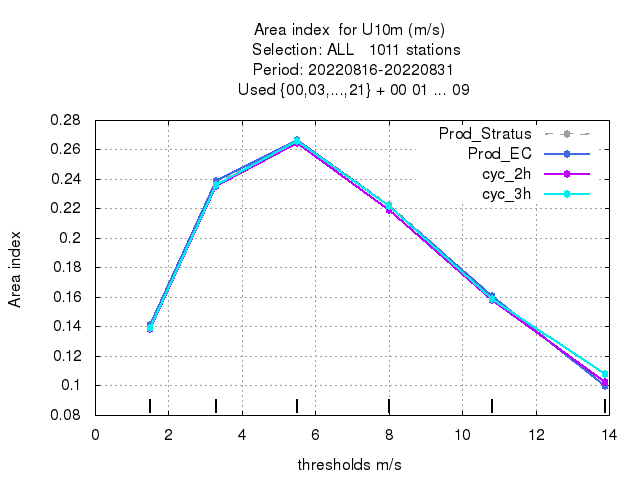 Area index  for U10m (m/s)
Selection: ALL   1011 stations
Period: 20220816-20220831
Used {00,03,...,21} + 00 01 ... 09
Prod_Stratus
Prod_EC
cyc_2h
cyc_3h
0.28
0.26
0.24
0.22
0.2
0.18
0.16
0.14
0.12
0.1
0.08
Area index
0 2 4 6 8 10 12 14
thresholds m/s